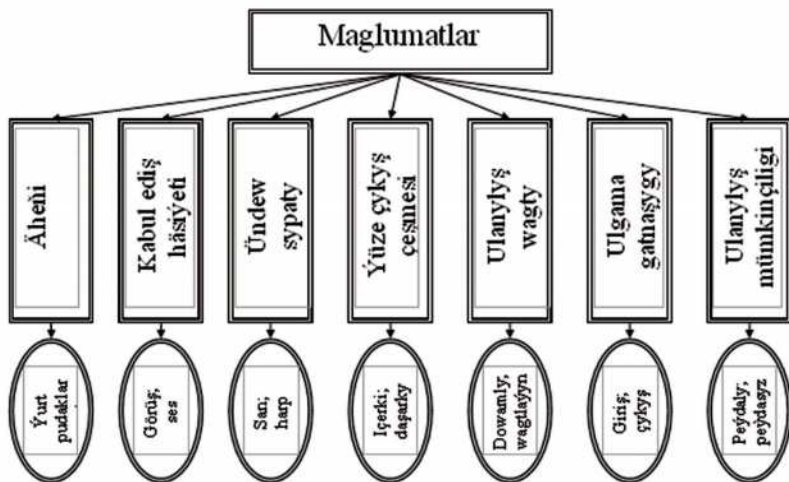 Maglumatlar
Äheňi
Kabul ediş
häsiýeti
Ündew
sypaty
Ýüze çykyş
çeşmesi
Ulanylyş
wagty
Ulgama
gatnaşygy
Ulanylyş
mümkinçiligi
Ýurt
pudaklar
Görüş;
ses
San;
harp
Içerki;
daşarky
Dowamly,
wagtlaýyn
Giriş;
çykyş
Peýdaly;
peýdasyz